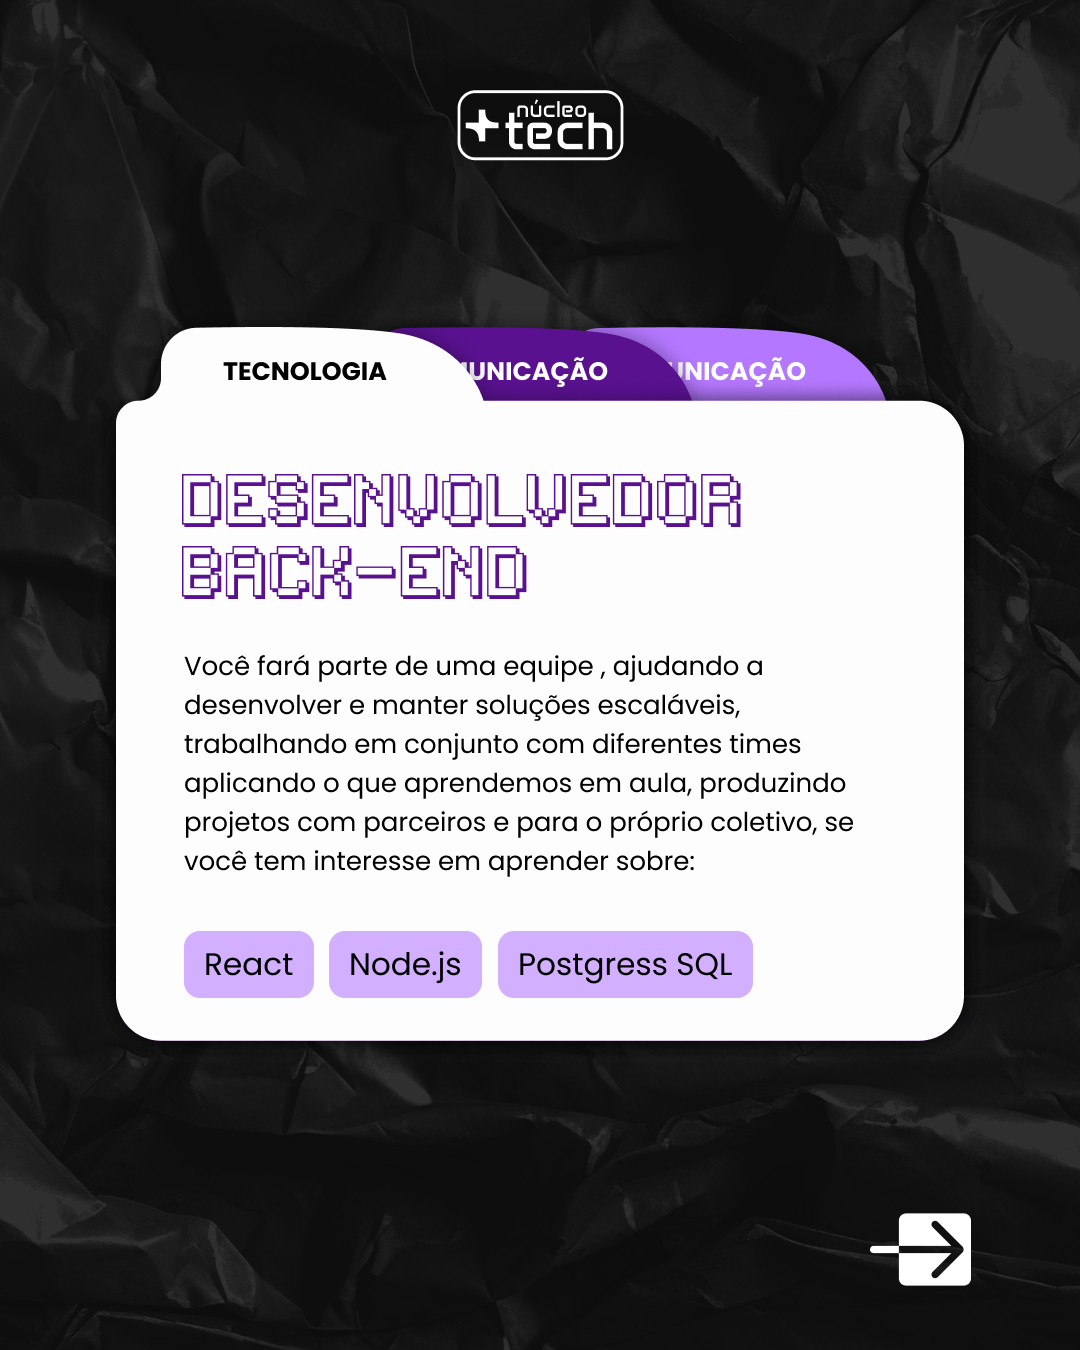 núcleo
tech
TECNOLOGIA
UNICAÇÃO
UNICAÇÃO
DESENVOLVEDOR
BACK-END
Você fará parte de uma equipe , ajudando a
desenvolver e manter soluções escaláveis,
trabalhando em conjunto com diferentes times
aplicando o que aprendemos em aula, produzindo
projetos com parceiros e para o próprio coletivo, se
você tem interesse em aprender sobre:
React
Node.js
Postgress SQL